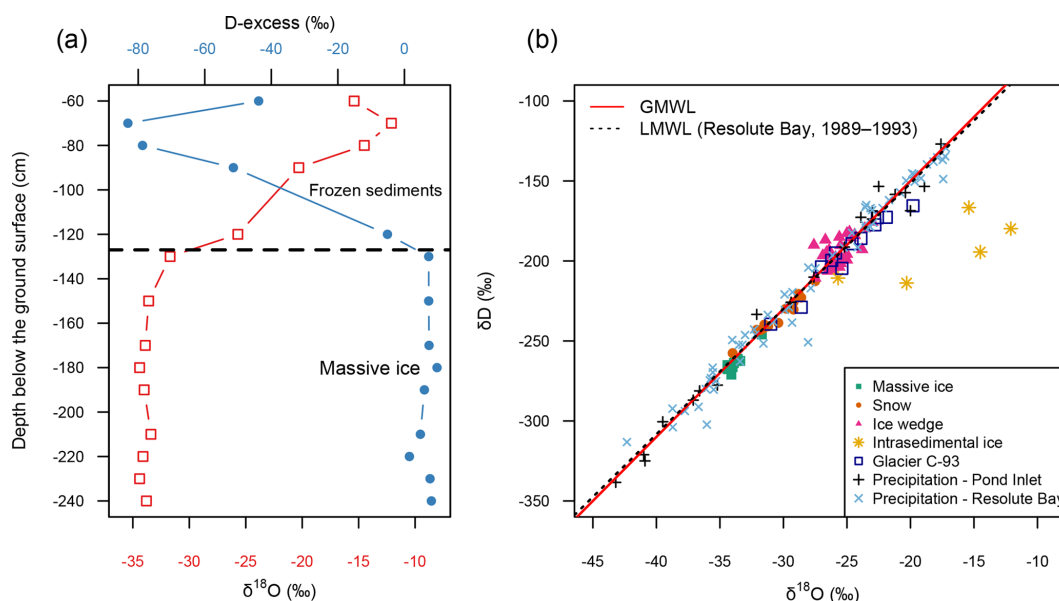 (a)
D-excess (‰)
-80 -60 -40 -20 0
Depth below the ground surface (cm)
-60
-80
-100
-120
-140
-160
-180
-200
-220
-240
Frozen sediments
Massive ice
-35 -30 -25 -20 -15 -10
δ18O (‰)
(b)
GMWL
LMWL (Resolute Bay, 1989–1993)
δD (‰)
-100
-150
-200
-250
-300
-350
Massive ice
Snow
Ice wedge
Intrasedimental ice
Glacier C-93
Precipitation - Pond Inlet
Precipitation - Resolute Bay
-45 -40 -35 -30 -25 -20 -15 -10
δ18O (‰)